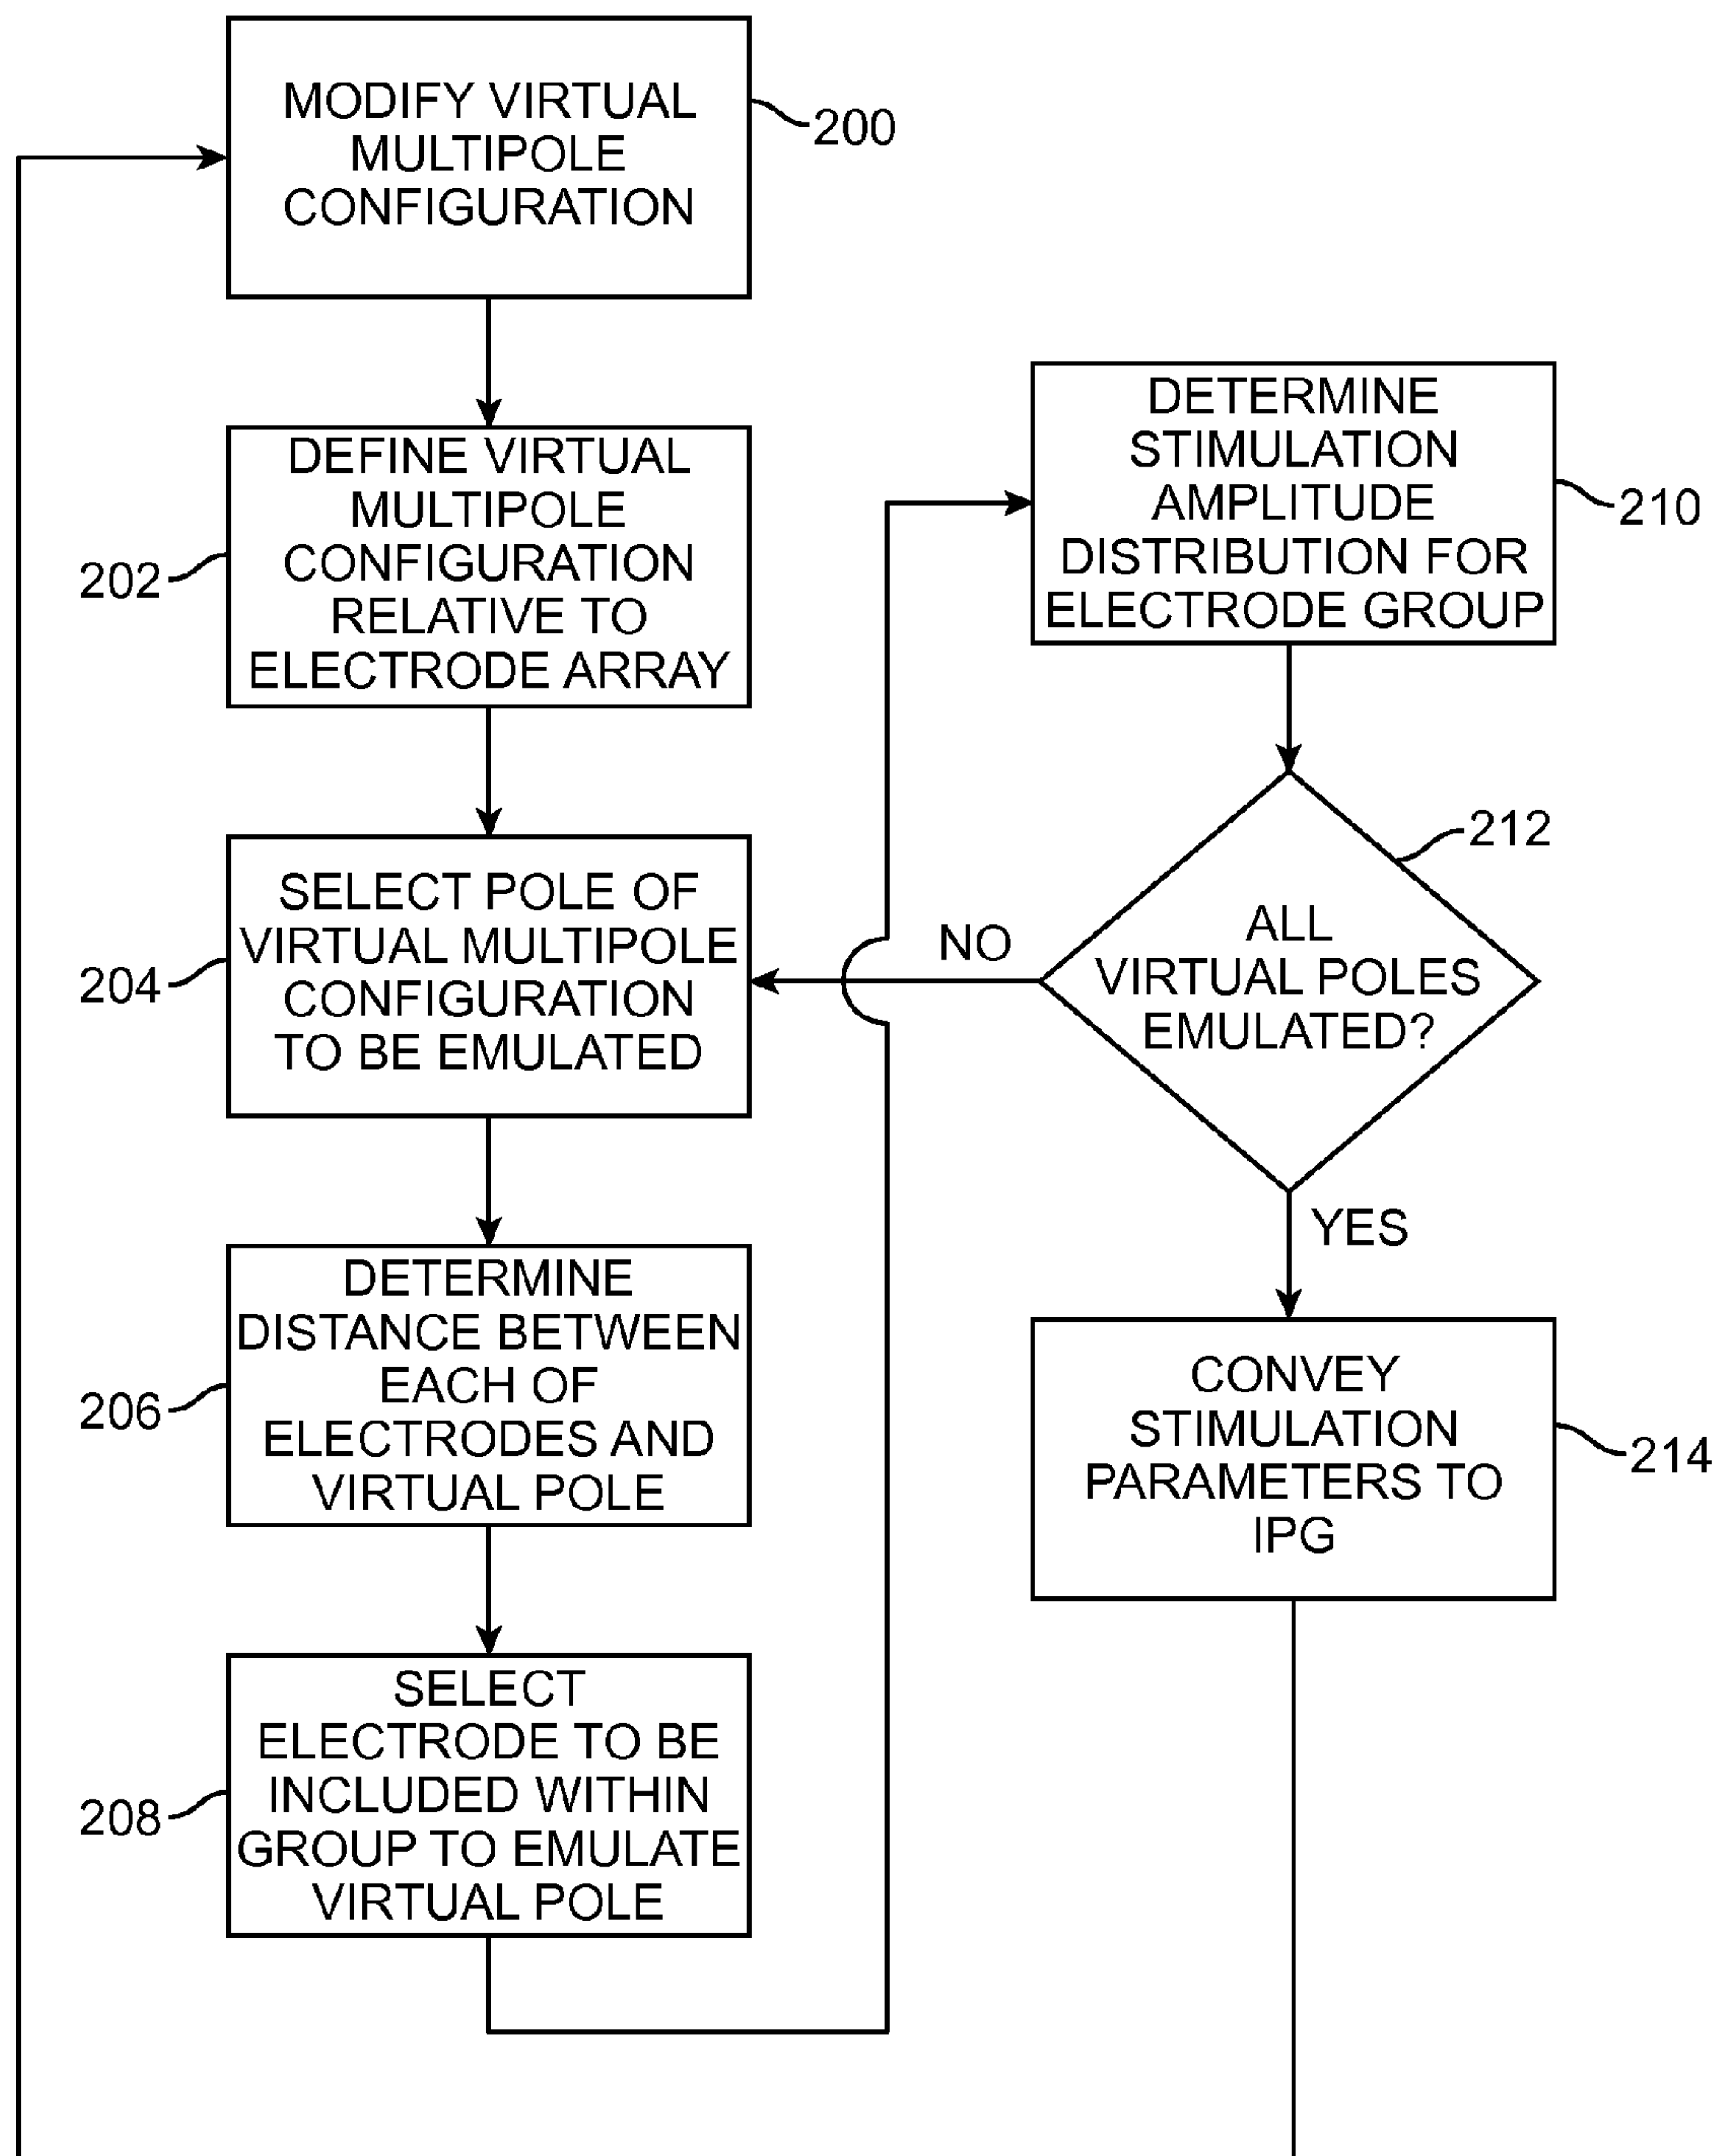 MODIFY VIRTUAL
MULTIPOLE
CONFIGURATION
200
DEFINE VIRTUAL
MULTIPOLE
CONFIGURATION
RELATIVE TO
ELECTRODE ARRAY
202
SELECT POLE OF
VIRTUAL MULTIPOLE
CONFIGURATION
TO BE EMULATED
204
DETERMINE
DISTANCE BETWEEN
EACH OF
ELECTRODES AND
VIRTUAL POLE
206
SELECT
ELECTRODE TO BE
INCLUDED WITHIN
GROUP TO EMULATE
VIRTUAL POLE
208
DETERMINE
STIMULATION
AMPLITUDE
DISTRIBUTION FOR
ELECTRODE GROUP
210
212
ALL
VIRTUAL POLES
EMULATED?
NO
YES
CONVEY
STIMULATION
PARAMETERS TO
IPG
214